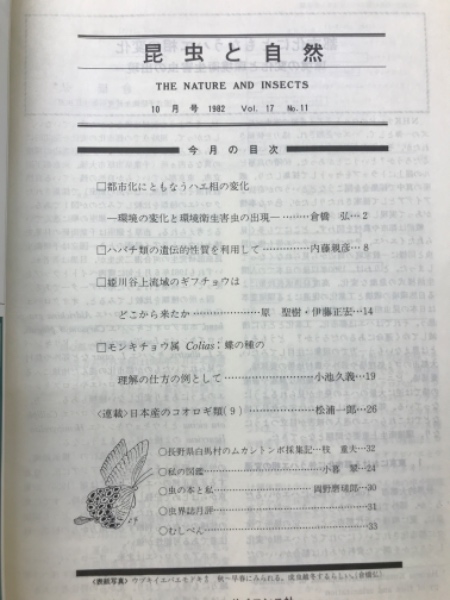 昆虫と自然
THE NATURE AND INSECTS
10月号 1982 Vol. 17 No.11
今月の目次
□都市化にともなうハエ相の変化
―環境の変化と環境衛生害虫の出現―………倉橋 弘…2
□ハバチ類の遺伝的性質を利用して……………内藤親彦…8
□姫川谷上流域のギフチョウは
どこから来たか…………………原 聖樹・伊藤正宏…14
□モンキチョウ属 Colias:蝶の種の
理解の仕方の例として…………………………小池久義…19
<連載>日本産のコオロギ類(9)…………………松浦一郎…26
○長野県白馬村のムカシトンボ採集記…枝 重夫…32
○私の図鑑……………………………小暮 翠…24
○虫の本と私…………………………岡野磨瑳郎…30
○虫界誌月評……………………………………31
○むしぺん………………………………………33